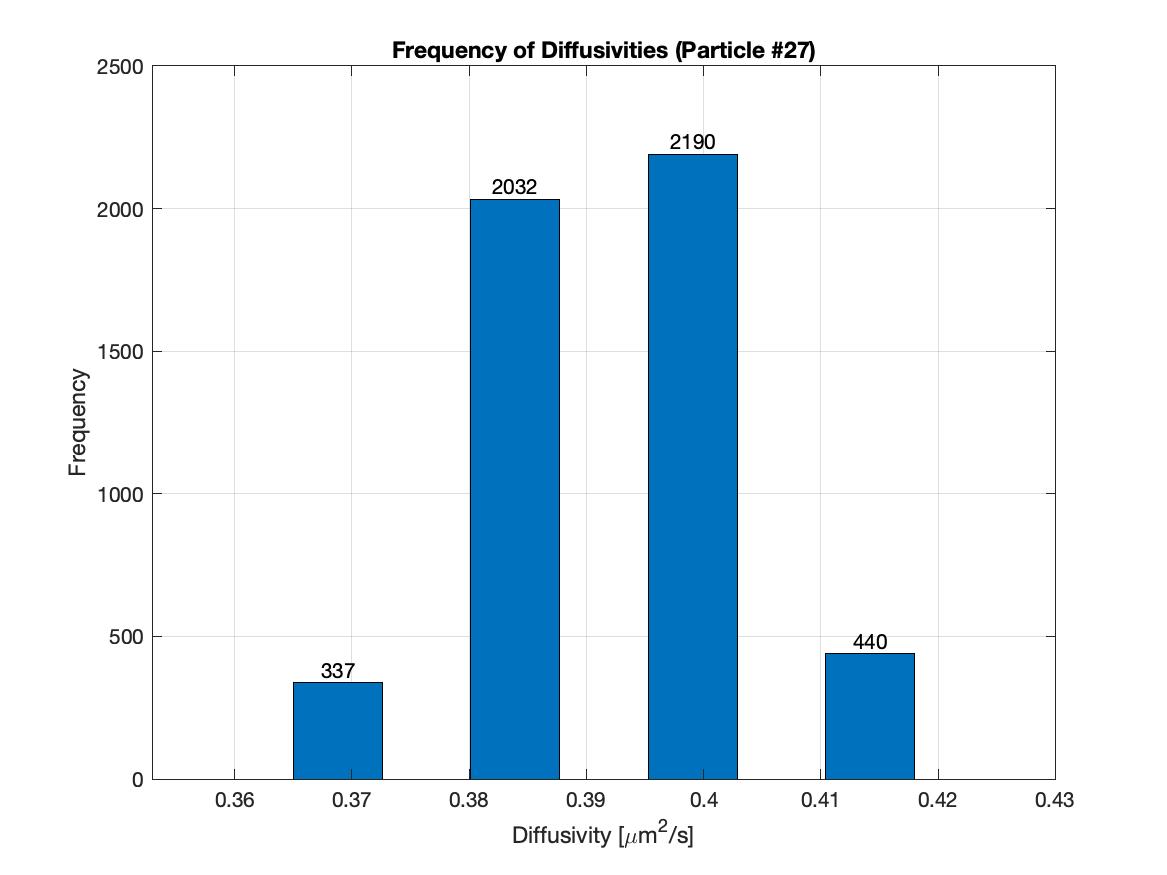 Frequency of Diffusivities (Particle #27)
2500
2000
1500
1000
500
0
Frequency
337
2032
2190
440
0.36 0.37 0.38 0.39 0.4 0.41 0.42 0.43
Diffusivity [μm²/s]